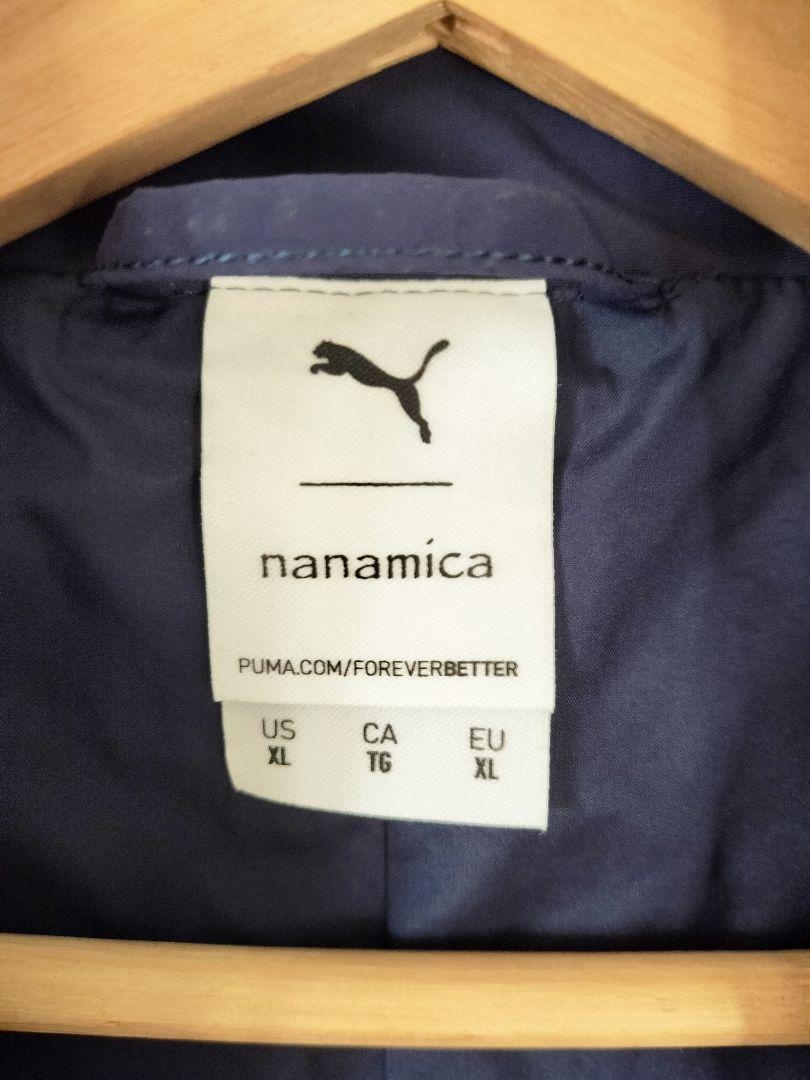 nanamica
PUMA.COM/FOREVERBETTER
US CA EU
XL TG XL